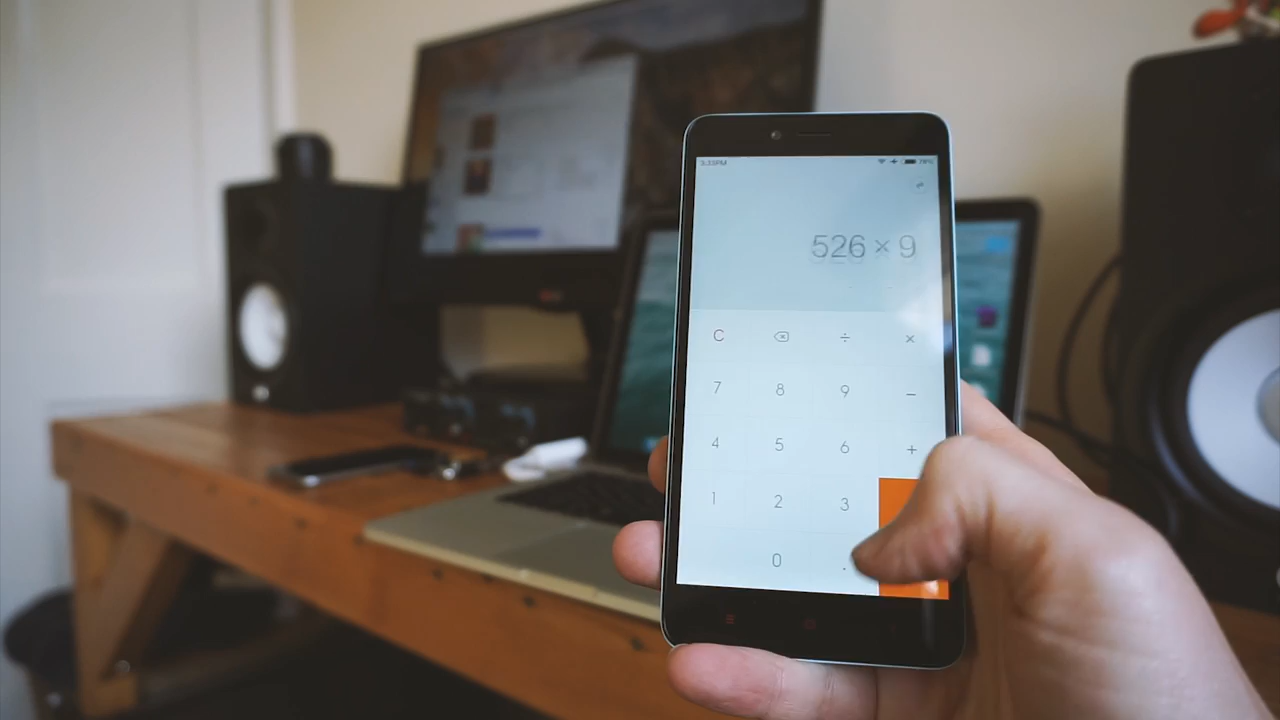 526 × 9
C ÷ ×
7 8 9 −
4 5 6 +
1 2 3
0 .